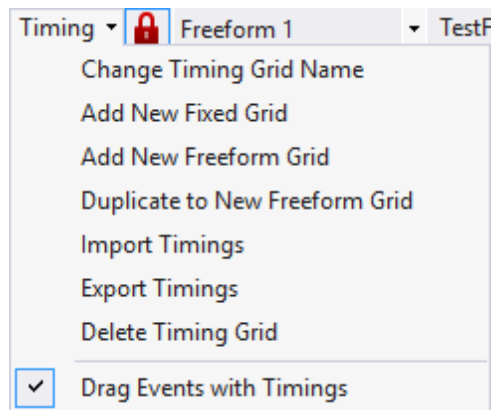 Timing Freeform 1 TestF
Change Timing Grid Name
Add New Fixed Grid
Add New Freeform Grid
Duplicate to New Freeform Grid
Import Timings
Export Timings
Delete Timing Grid
Drag Events with Timings